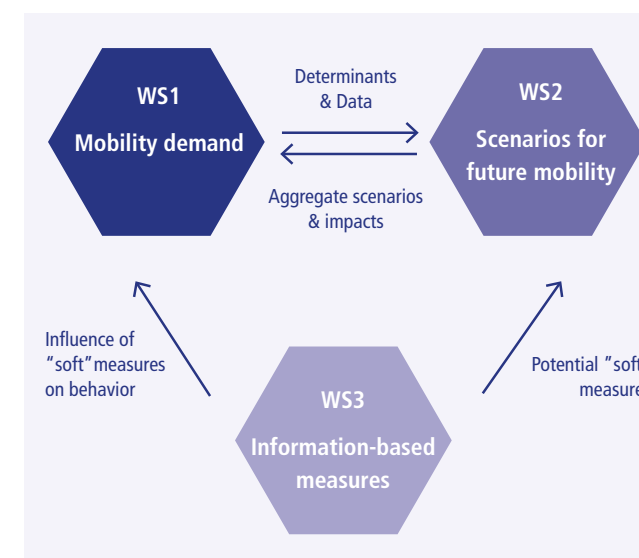 WS1
Mobility demand
Determinants
& Data
Aggregate scenarios
& impacts
WS2
Scenarios for
future mobility
Influence of
“soft” measures
on behavior
WS3
Information-based
measures
Potential ”soft
measure